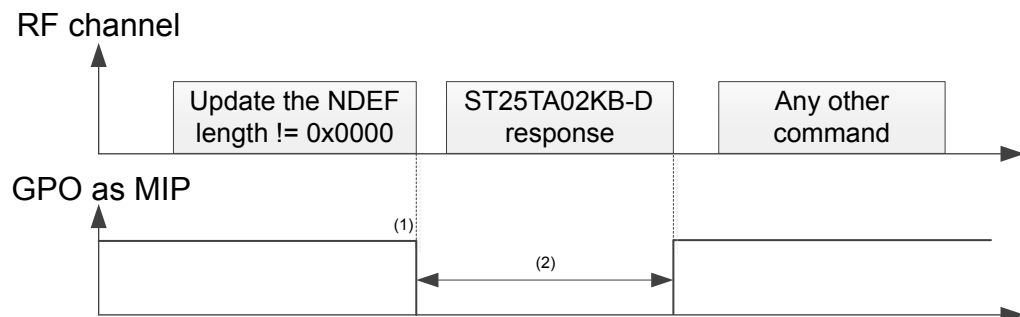 RF channel
Update the NDEF
length != 0x0000
ST25TA02KB-D
response
Any other
command
GPO as MIP
(1)
(2)